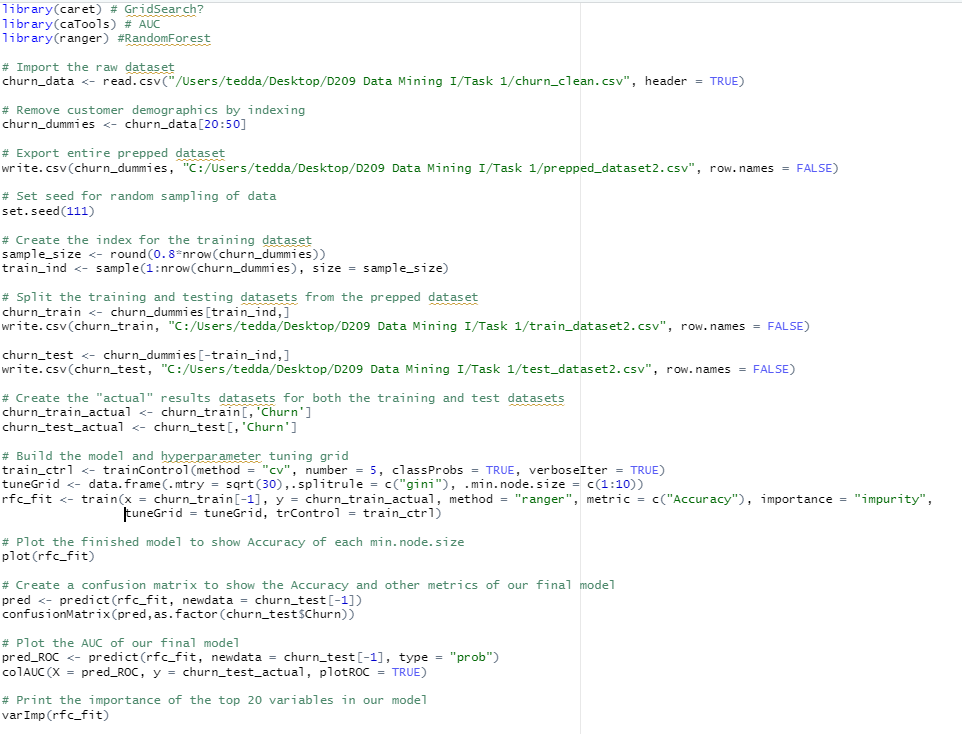 library(caret) # GridSearch?
library(caTools) # AUC
library(ranger) #RandomForest
# Import the raw dataset
churn_data <- read.csv("/Users/tedda/Desktop/D209 Data Mining I/Task 1/churn_clean.csv", header = TRUE)
# Remove customer demographics by indexing
churn_dummies <- churn_data[20:50]
# Export entire prepped dataset
write.csv(churn_dummies, "C:/Users/tedda/Desktop/D209 Data Mining I/Task 1/prepped_dataset2.csv", row.names = FALSE)
# Set seed for random sampling of data
set.seed(111)
# Create the index for the training dataset
sample_size <- round(0.8*nrow(churn_dummies))
train_ind <- sample(1:nrow(churn_dummies), size = sample_size)
# Split the training and testing datasets from the prepped dataset
churn_train <- churn_dummies[train_ind,]
write.csv(churn_train, "C:/Users/tedda/Desktop/D209 Data Mining I/Task 1/train_dataset2.csv", row.names = FALSE)
churn_test <- churn_dummies[-train_ind,]
write.csv(churn_test, "C:/Users/tedda/Desktop/D209 Data Mining I/Task 1/test_dataset2.csv", row.names = FALSE)
# Create the "actual" results datasets for both the training and test datasets
churn_train_actual <- churn_train[,'Churn']
churn_test_actual <- churn_test[,'Churn']
# Build the model and hyperparameter tuning grid
train_ctrl <- trainControl(method = "cv", number = 5, classProbs = TRUE, verboseIter = TRUE)
tuneGrid <- data.frame(.mtry = sqrt(30),.splitrule = c("gini"), .min.node.size = c(1:10))
rfc_fit <- train(x = churn_train[-1], y = churn_train_actual, method = "ranger", metric = c("Accuracy"), importance = "impurity",
tuneGrid = tuneGrid, trControl = train_ctrl)
# Plot the finished model to show Accuracy of each min.node.size
plot(rfc_fit)
# Create a confusion matrix to show the Accuracy and other metrics of our final model
pred <- predict(rfc_fit, newdata = churn_test[-1])
confusionMatrix(pred,as.factor(churn_test$Churn))
# Plot the AUC of our final model
pred_ROC <- predict(rfc_fit, newdata = churn_test[-1], type = "prob")
colAUC(X = pred_ROC, y = churn_test_actual, plotROC = TRUE)
# Print the importance of the top 20 variables in our model
varImp(rfc_fit)